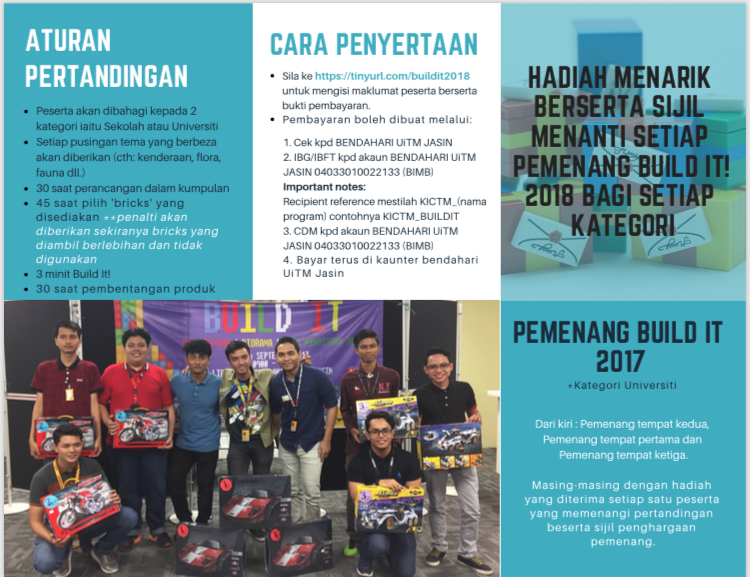 ATURAN
PERTANDINGAN
Peserta akan dibahagi kepada 2
kategori iaitu Sekolah atau Universiti
Setiap pusingan tema yang berbeza
akan diberikan (cth: kenderaan, flora,
fauna dll.)
30 saat perancangan dalam kumpulan
45 saat pilih 'bricks' yang
disediakan **penalti akan
diberikan sekiranya bricks yang
diambil berlebihan dan tidak
digunakan
3 minit Build It!
30 saat pembentangan produk
CARA PENYERTAAN
Sila ke https://tinyurl.com/buildit2018
untuk mengisi maklumat peserta berserta
bukti pembayaran.
Pembayaran boleh dibuat melalui:
1. Cek kpd BENDAHARI UiTM JASIN
2. IBG/IBFT kpd akaun BENDAHARI UiTM
JASIN 04033010022133 (BIMB)
Important notes:
Recipient reference mestilah KICTM_(nama
program) contohnya KICTM_BUILDIT
3. CDM kpd akaun BENDAHARI UiTM
JASIN 04033010022133 (BIMB)
4. Bayar terus di kaunter bendahari
UiTM Jasin
HADIAH MENARIK
BERSERTA SIJIL
MENANTI SETIAP
PEMENANG BUILD IT!
2018 BAGI SETIAP
KATEGORI
BUILD IT
PEMENANG BUILD IT
2017
*Kategori Universiti
Dari kiri : Pemenang tempat kedua,
Pemenang tempat pertama dan
Pemenang tempat ketiga.
Masing-masing dengan hadiah
yang diterima setiap satu peserta
yang memenangi pertandingan
beserta sijil penghargaan
pemenang.